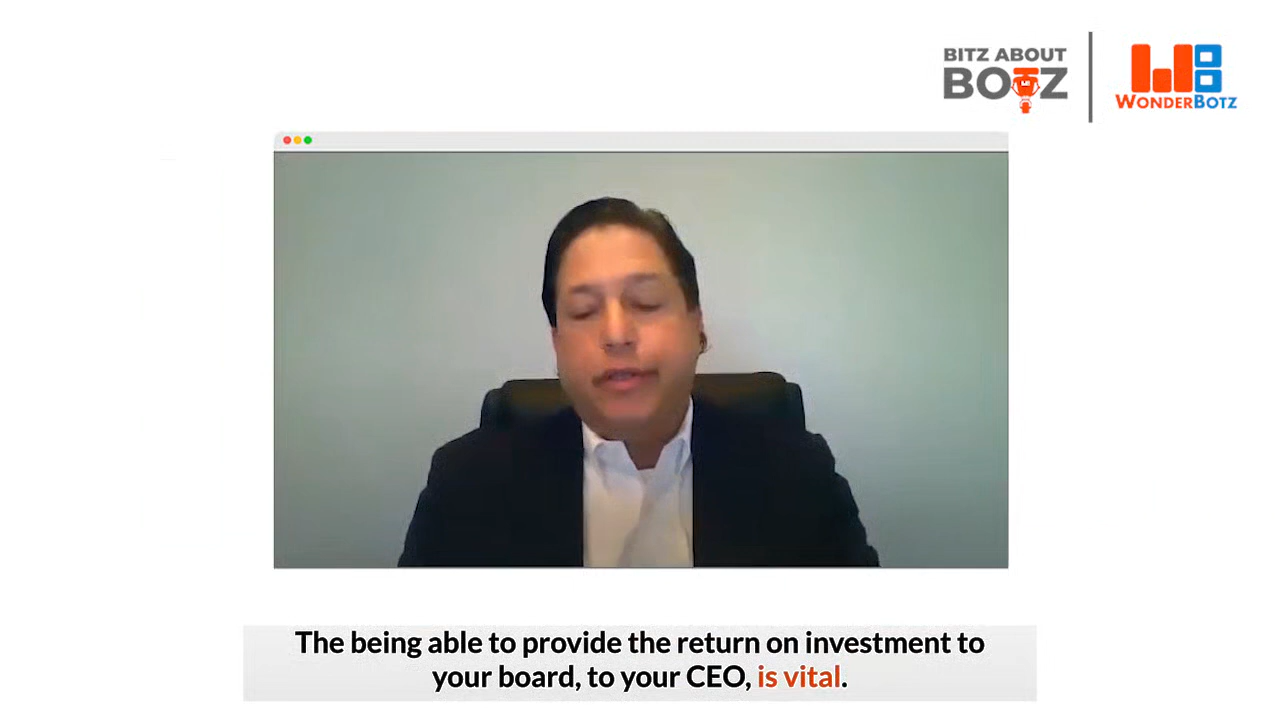 BITZ ABOUT
BOTZ
WONDERBOTZ
The being able to provide the return on investment to
your board, to your CEO, is vital.